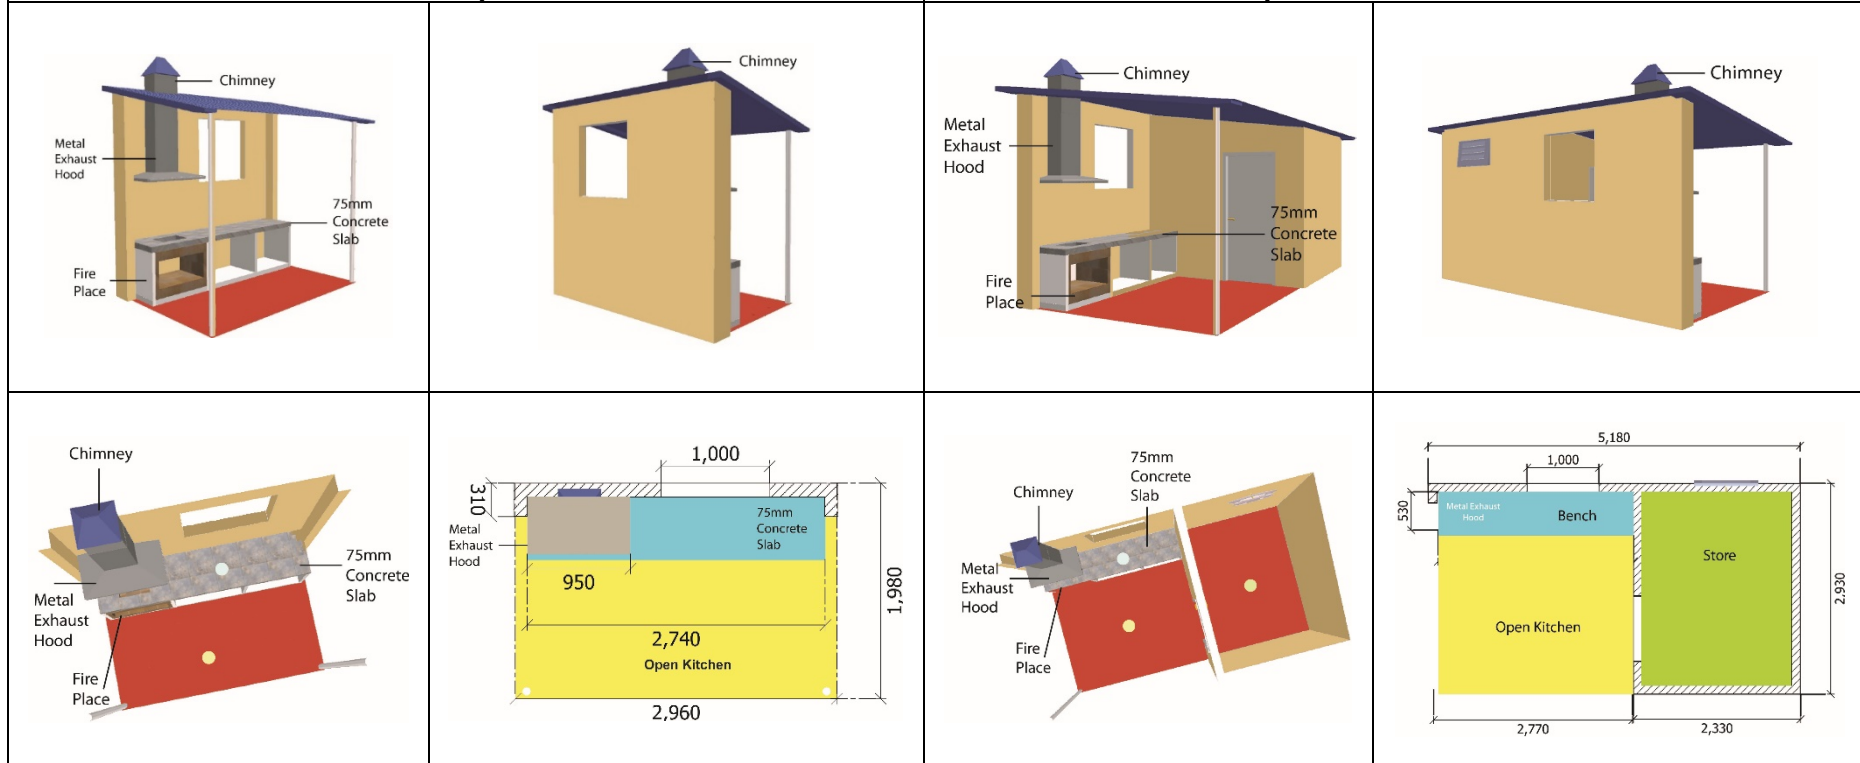 Chimney
Metal
Exhaust
Hood
75mm
Concrete
Slab
Fire
Place
Chimney
Chimney
Metal
Exhaust
Hood
75mm
Concrete
Slab
Fire
Place
Chimney
Chimney
75mm
Concrete
Slab
Metal
Exhaust
Hood
Fire
Place
1,000
310
Metal
Exhaust
Hood
75mm
Concrete
Slab
950
1,980
2,740
Open Kitchen
2,960
75mm
Concrete
Slab
Chimney
Metal
Exhaust
Hood
Fire
Place
5,180
1,000
530
Metal Exhaust
Hood
Bench
Store
2,930
Open Kitchen
2,770
2,330